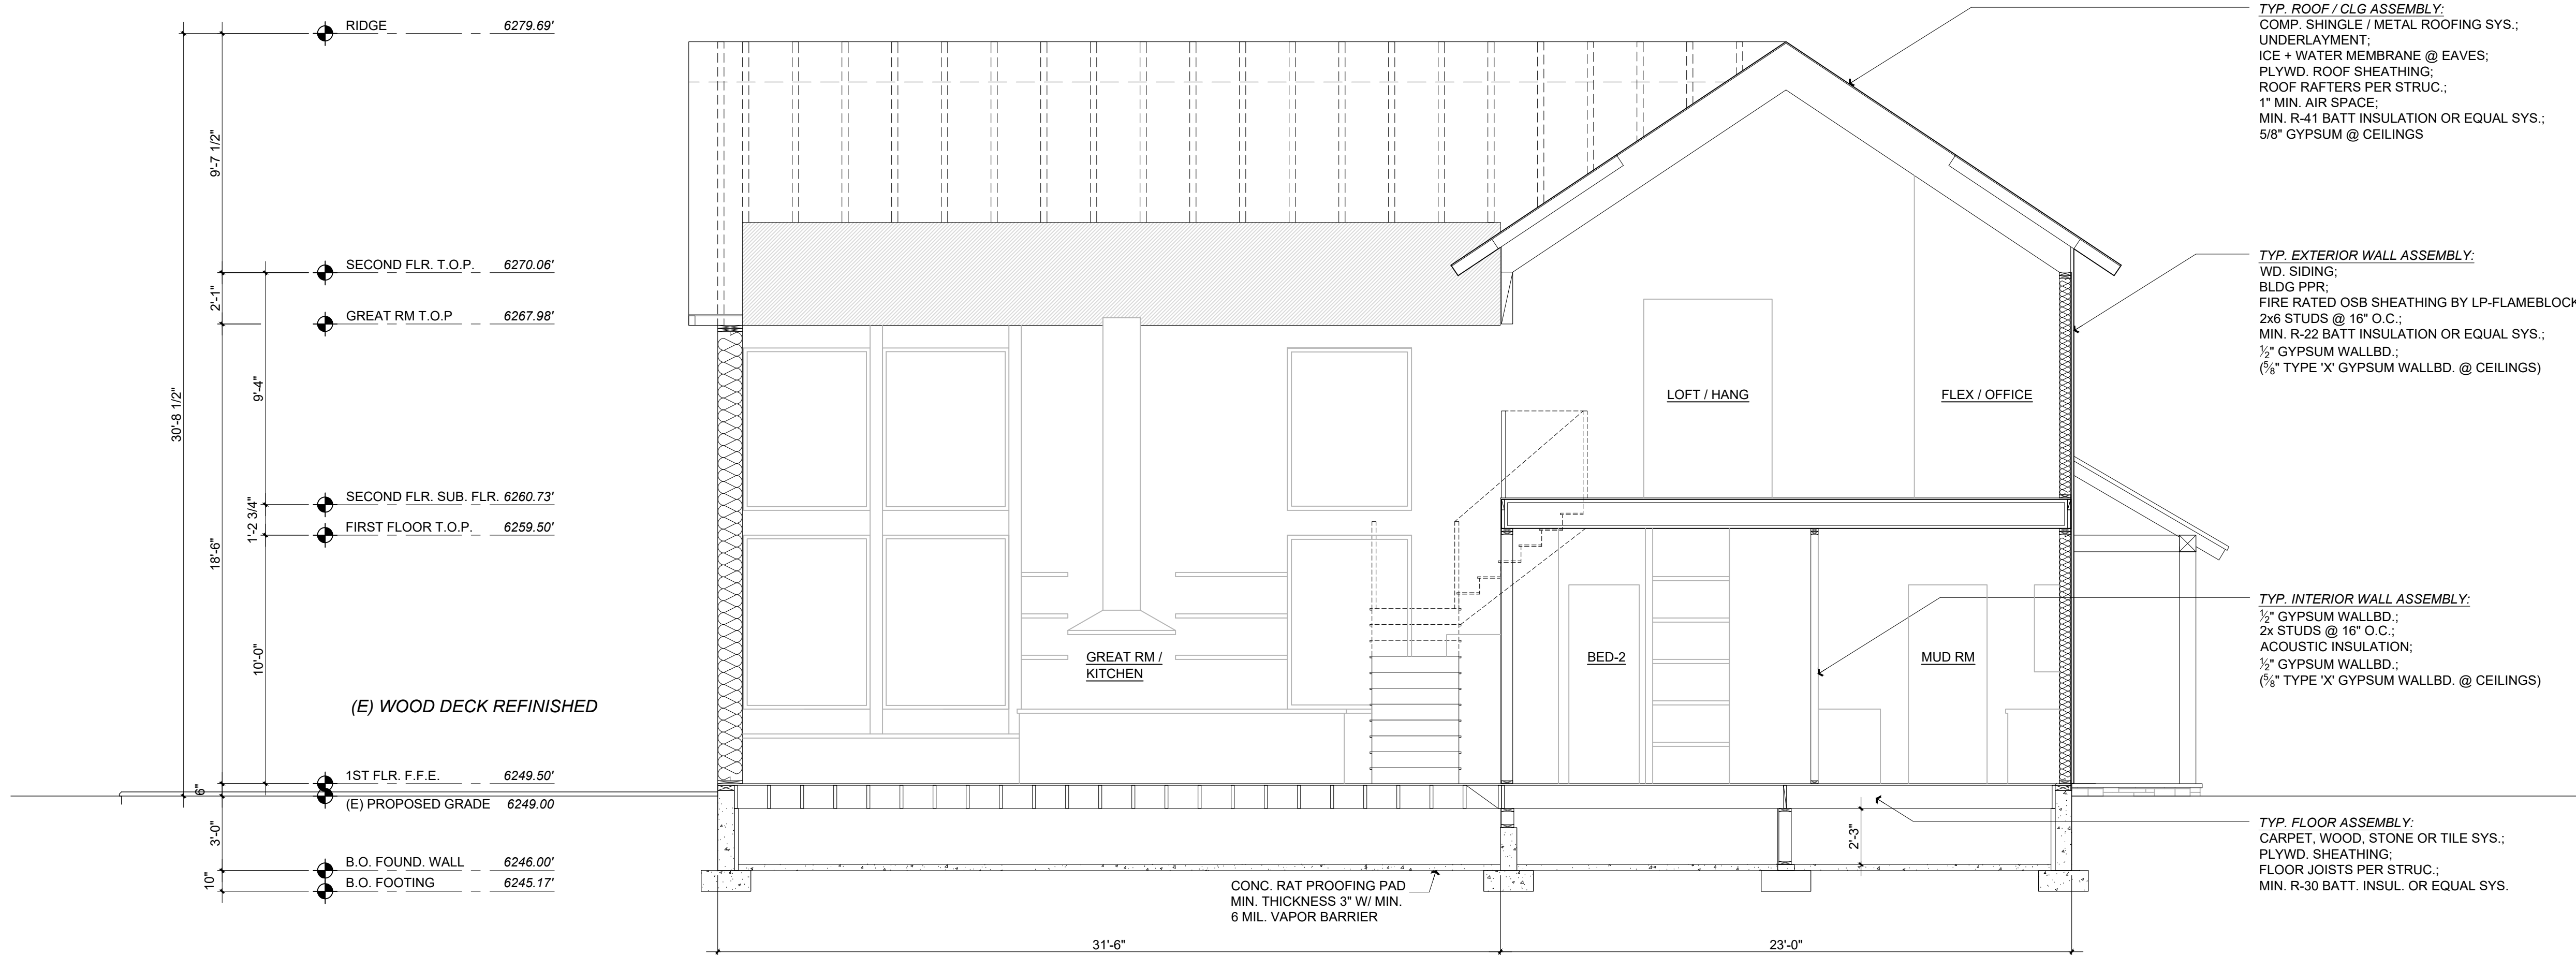 RIDGE 6279.69'
SECOND FLR. T.O.P. 6270.06'
GREAT RM T.O.P 6267.98'
SECOND FLR. SUB. FLR. 6260.73'
FIRST FLOOR T.O.P. 6259.50'
(E) WOOD DECK REFINISHED
1ST FLR. F.F.E. 6249.50'
(E) PROPOSED GRADE 6249.00
B.O. FOUND. WALL 6246.00'
B.O. FOOTING 6245.17'
30'-8 1/2"
9'-7 1/2"
2'-1"
18'-6"
6"
3'-0"
10"
9'-4"
1'-2 3/4"
10'-0"
GREAT RM /
KITCHEN
LOFT / HANG
FLEX / OFFICE
BED-2
MUD RM
2'-3"
CONC. RAT PROOFING PAD
MIN. THICKNESS 3" W/ MIN.
6 MIL. VAPOR BARRIER
31'-6"
23'-0"
TYP. ROOF / CLG ASSEMBLY:
COMP. SHINGLE / METAL ROOFING SYS.;
UNDERLAYMENT;
ICE + WATER MEMBRANE @ EAVES;
PLYWD. ROOF SHEATHING;
ROOF RAFTERS PER STRUC.;
1" MIN. AIR SPACE;
MIN. R-41 BATT INSULATION OR EQUAL SYS.;
5/8" GYPSUM @ CEILINGS
TYP. EXTERIOR WALL ASSEMBLY:
WD. SIDING;
BLDG PPR;
FIRE RATED OSB SHEATHING BY LP-FLAMEBLOCK
2x6 STUDS @ 16" O.C.;
MIN. R-22 BATT INSULATION OR EQUAL SYS.;
½" GYPSUM WALLBD.;
(⅝" TYPE 'X' GYPSUM WALLBD. @ CEILINGS)
TYP. INTERIOR WALL ASSEMBLY:
½" GYPSUM WALLBD.;
2x STUDS @ 16" O.C.;
ACOUSTIC INSULATION;
½" GYPSUM WALLBD.;
(⅝" TYPE 'X' GYPSUM WALLBD. @ CEILINGS)
TYP. FLOOR ASSEMBLY:
CARPET, WOOD, STONE OR TILE SYS.;
PLYWD. SHEATHING;
FLOOR JOISTS PER STRUC.;
MIN. R-30 BATT. INSUL. OR EQUAL SYS.